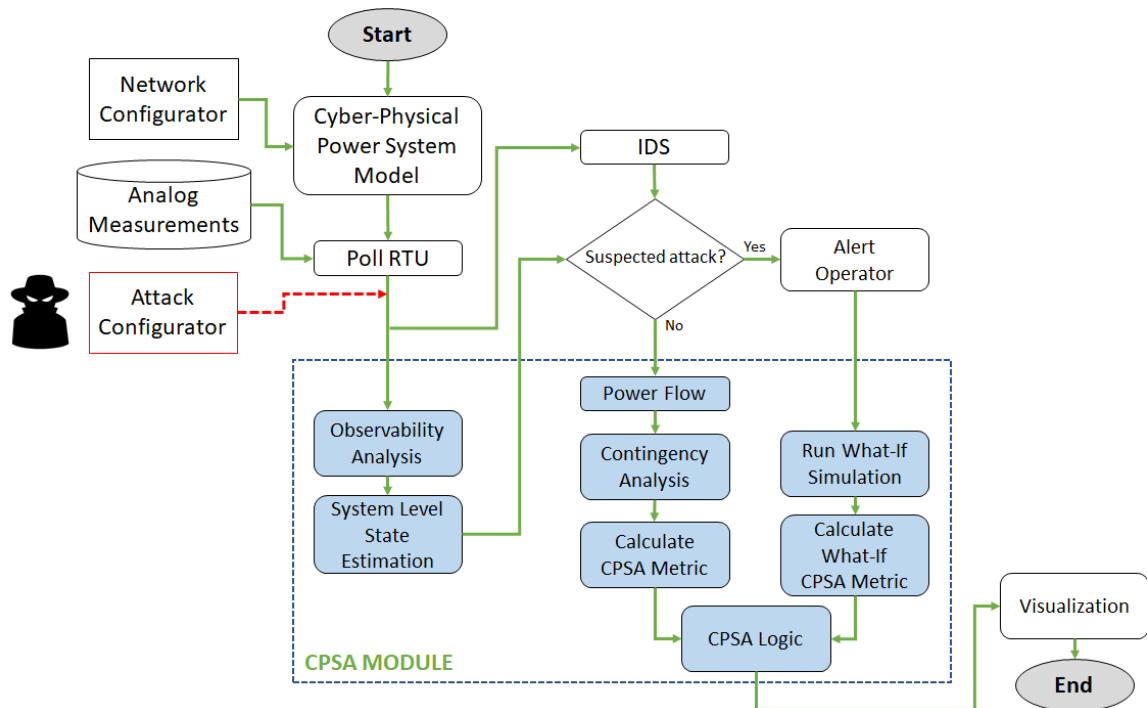 Start
Network
Configurator
Cyber-Physical
Power System
Model
IDS
Analog
Measurements
Poll RTU
Suspected attack?
Yes
Alert
Operator
Attack
Configurator
No
Power Flow
Observability
Analysis
Contingency
Analysis
Run What-If
Simulation
System Level
State
Estimation
Calculate
CPSA Metric
Calculate
What-If
CPSA Metric
Visualization
CPSA Logic
CPSA MODULE
End